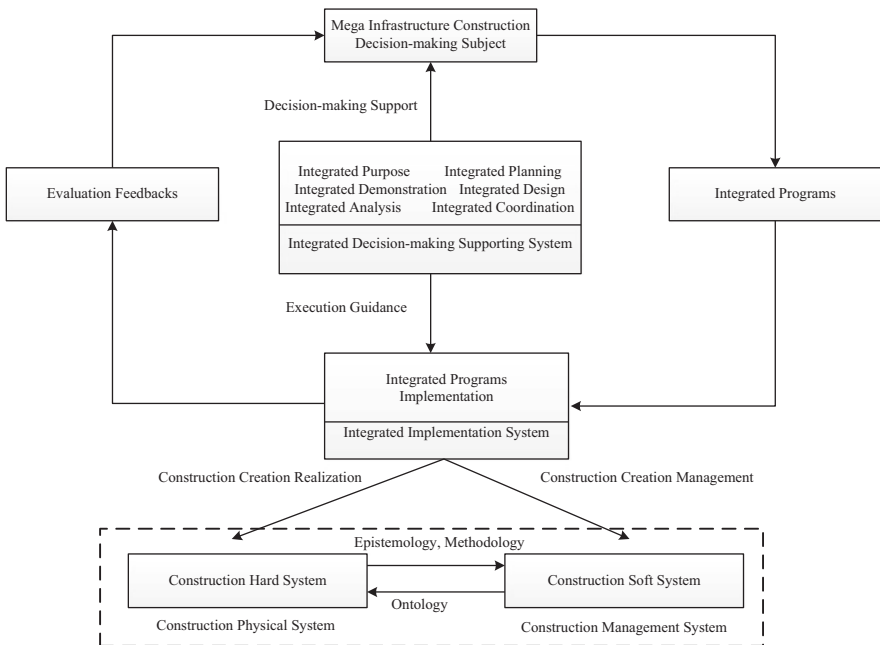 Mega Infrastructure Construction
Decision-making Subject
Decision-making Support
Integrated Purpose Integrated Planning
Integrated Demonstration Integrated Design
Integrated Analysis Integrated Coordination
Integrated Decision-making Supporting System
Evaluation Feedbacks
Integrated Programs
Execution Guidance
Integrated Programs
Implementation
Integrated Implementation System
Construction Creation Realization
Construction Creation Management
Epistemology, Methodology
Construction Hard System
Construction Soft System
Ontology
Construction Physical System
Construction Management System